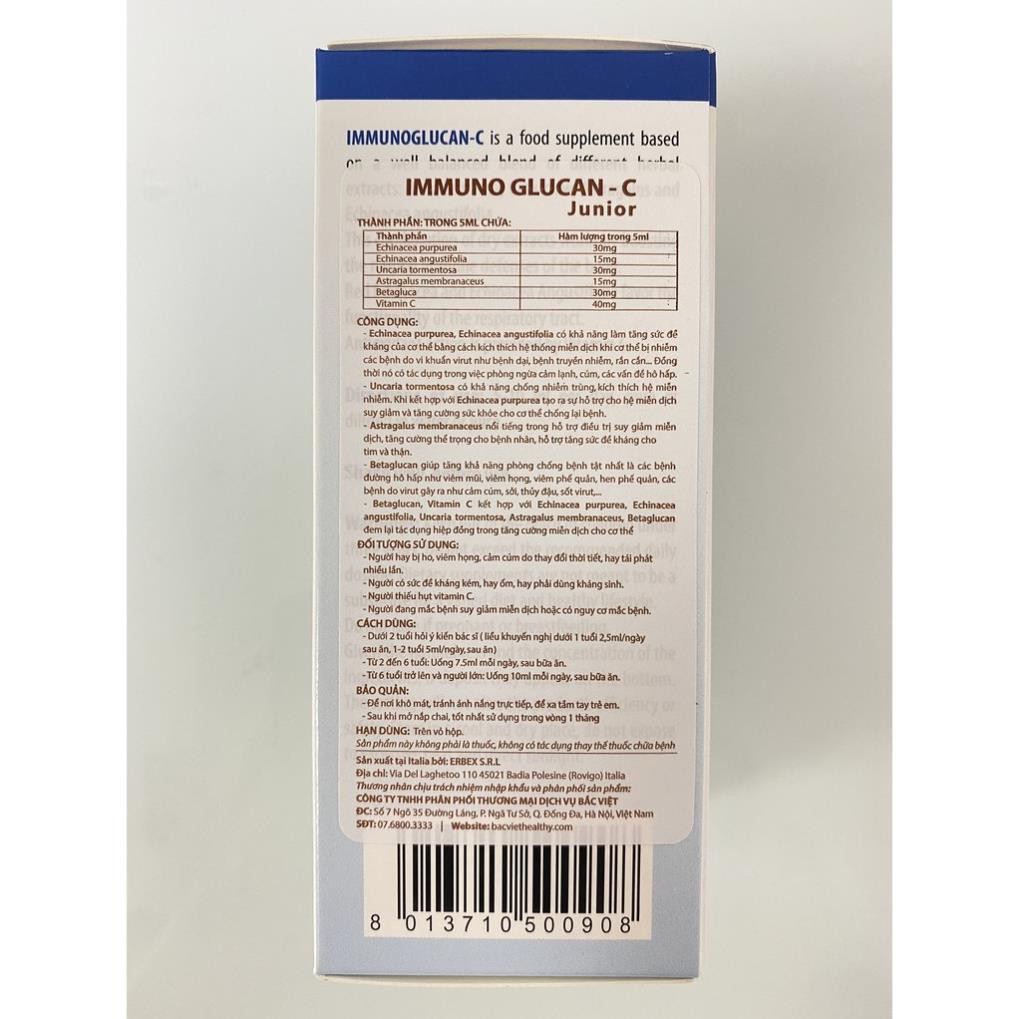 IMMUNOGLUCAN-C is a food supplement based
on a well balanced blend of different herbal
IMMUNO GLUCAN - C
Junior
THÀNH PHẦN: TRONG 5ML CHỨA:
Thành phần Hàm lượng trong 5ml
Echinacea purpurea 30mg
Echinacea angustifolia 15mg
Uncaria tormentosa 30mg
Astragalus membranaceus 15mg
Betagluca 30mg
Vitamin C 40mg
CÔNG DỤNG:
- Echinacea purpurea, Echinacea angustifolia có khả năng làm tăng sức đề
kháng của cơ thể bằng cách kích thích hệ thống miễn dịch khi cơ thể bị nhiễm
các bệnh do vi khuẩn virut như bệnh dại, bệnh truyền nhiễm, rắn cắn... Đồng
thời nó có tác dụng trong việc phòng ngừa cảm lạnh, cúm, các vấn đề hô hấp.
- Uncaria tormentosa có khả năng chống nhiễm trùng, kích thích hệ miễn
nhiễm. Khi kết hợp với Echinacea purpurea tạo ra sự hỗ trợ cho hệ miễn dịch
suy giảm và tăng cường sức khỏe cho cơ thể chống lại bệnh.
- Astragalus membranaceus nổi tiếng trong hỗ trợ điều trị suy giảm miễn
dịch, tăng cường thể trọng cho bệnh nhân, hỗ trợ tăng sức đề kháng cho
tim và thận.
- Betaglucan giúp tăng khả năng phòng chống bệnh tật nhất là các bệnh
đường hô hấp như viêm mũi, viêm họng, viêm phế quản, hen phế quản, các
bệnh do virut gây ra như cảm cúm, sởi, thủy đậu, sốt virut,...
- Betaglucan, Vitamin C kết hợp với Echinacea purpurea, Echinacea
angustifolia, Uncaria tormentosa, Astragalus membranaceus, Betaglucan
đem lại tác dụng hiệp đồng trong tăng cường miễn dịch cho cơ thể
ĐỐI TƯỢNG SỬ DỤNG:
- Người hay bị ho, viêm họng, cảm cúm do thay đổi thời tiết, hay tái phát
nhiều lần.
- Người có sức đề kháng kém, hay ốm, hay phải dùng kháng sinh.
- Người thiếu hụt vitamin C.
- Người đang mắc bệnh suy giảm miễn dịch hoặc có nguy cơ mắc bệnh.
CÁCH DÙNG:
- Dưới 2 tuổi hỏi ý kiến bác sĩ ( liều khuyến nghị dưới 1 tuổi 2,5ml/ngày
sau ăn, 1-2 tuổi 5ml/ngày, sau ăn)
- Từ 2 đến 6 tuổi: Uống 7.5ml mỗi ngày, sau bữa ăn.
- Từ 6 tuổi trở lên và người lớn: Uống 10ml mỗi ngày, sau bữa ăn.
BẢO QUẢN:
- Để nơi khô mát, tránh ánh nắng trực tiếp, để xa tầm tay trẻ em.
- Sau khi mở nắp chai, tốt nhất sử dụng trong vòng 1 tháng
HẠN DÙNG: Trên vỏ hộp.
Sản phẩm này không phải là thuốc, không có tác dụng thay thế thuốc chữa bệnh
Sản xuất tại Italia bởi: ERBEX S.R.L
Địa chỉ: Via Del Laghetoo 110 45021 Badia Polesine (Rovigo) Italia
Thương nhân chịu trách nhiệm nhập khẩu và phân phối sản phẩm:
CÔNG TY TNHH PHÂN PHỐI THƯƠNG MẠI DỊCH VỤ BẮC VIỆT
ĐC: Số 7 Ngõ 35 Đường Láng, P. Ngã Tư Sở, Q. Đống Đa, Hà Nội, Việt Nam
SĐT: 07.6800.3333 | Website: bacviethealthy.com
8 013710 500908